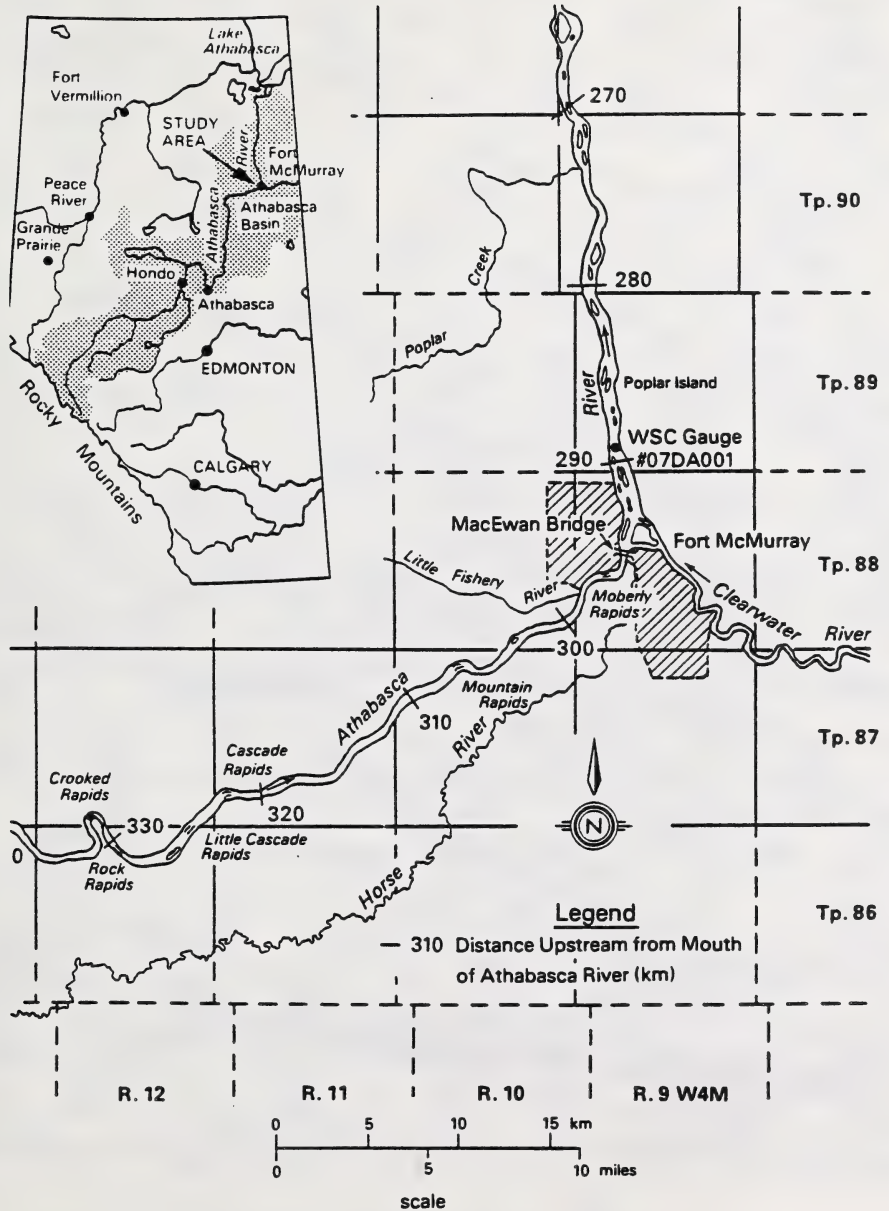 Lake
Athabasca
Fort
Vermillion
STUDY
AREA
River
Fort
McMurray
Peace
River
Athabasca
Athabasca
Basin
Grande
Prairie
Hondo
Athabasca
EDMONTON
Rocky
Mountains
CALGARY
270
Tp. 90
Creek
280
Poplar
River
Poplar Island
Tp. 89
WSC Gauge
290 #07DA001
MacEwan Bridge
Fort McMurray
Tp. 88
Little Fishery
River
Moberly
Rapids
Clearwater
River
300
Athabasca
Mountain
Rapids
310
River
Tp. 87
Cascade
Rapids
Crooked
Rapids
320
330
Little Cascade
Rapids
0
Rock
Rapids
N
Horse
Tp. 86
Legend
310 Distance Upstream from Mouth
of Athabasca River (km)
R. 12 R. 11 R. 10 R. 9 W4M
0 5 10 15 km
0 5 10 miles
scale